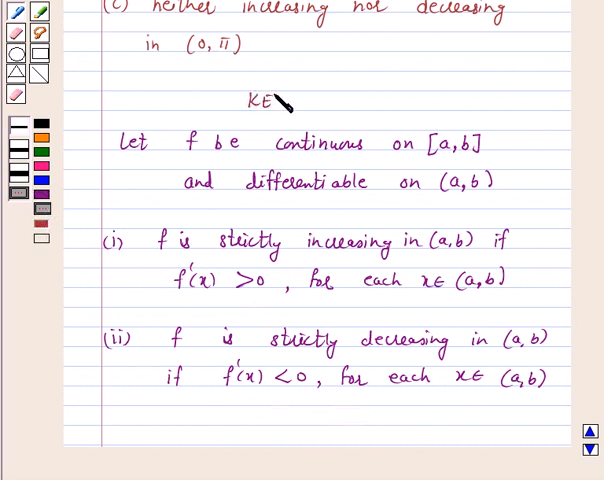 (c) neither increasing nor decreasing
in (0, π)
KE
Let f be continuous on [a,b]
and differentiable on (a,b)
(i) f is strictly increasing in (a,b) if
f'(x) >0, for each x∈ (a,b)
(ii) f is strictly decreasing in (a,b)
if f'(x) <0, for each x∈ (a,b)